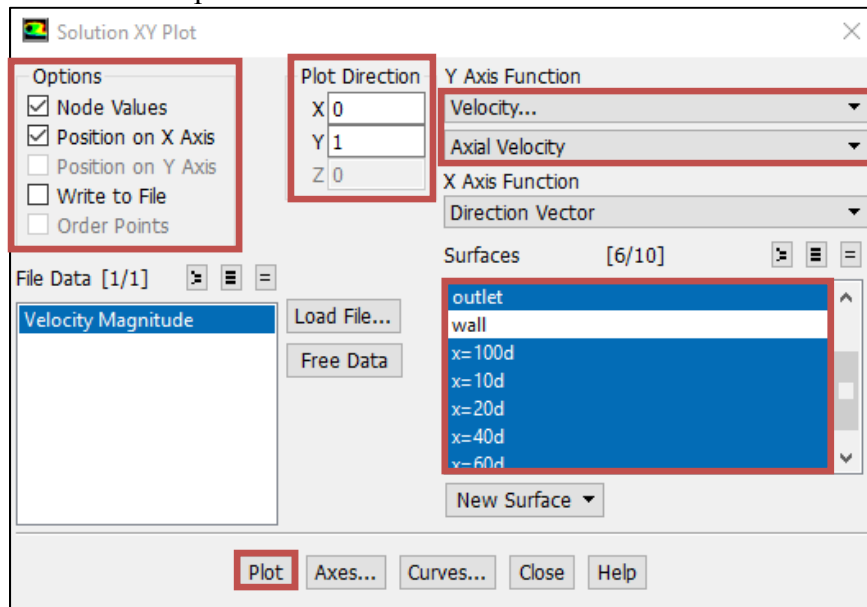 Solution XY Plot
Options
Node Values
Position on X Axis
Position on Y Axis
Write to File
Order Points
Plot Direction
X 0
Y 1
Z 0
Y Axis Function
Velocity...
Axial Velocity
X Axis Function
Direction Vector
File Data [1/1]
Velocity Magnitude
Load File...
Free Data
Surfaces [6/10]
outlet
wall
x=100d
x=10d
x=20d
x=40d
x=60d
New Surface
Plot Axes... Curves... Close Help